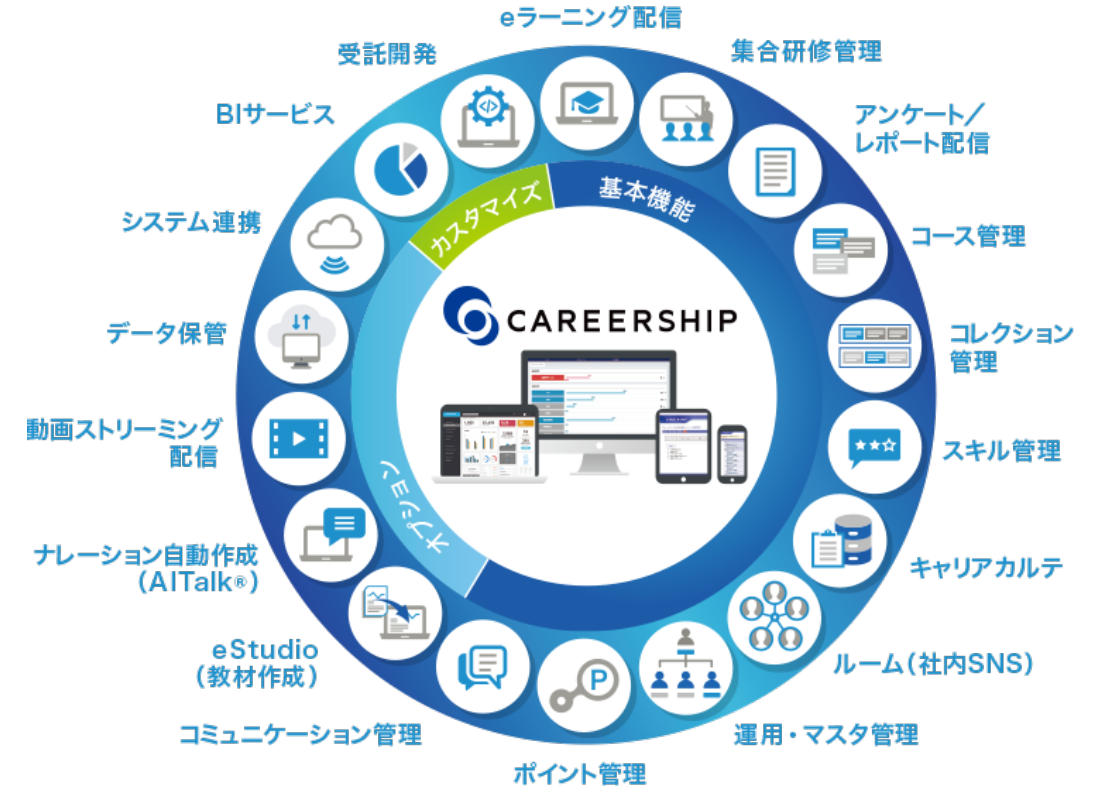 eラーニング配信
集合研修管理
アンケート／
レポート配信
コース管理
コレクション
管理
スキル管理
キャリアカルテ
ルーム（社内SNS）
運用・マスタ管理
ポイント管理
コミュニケーション管理
eStudio
（教材作成）
ナレーション自動作成
（AITalk®）
動画ストリーミング
配信
データ保管
システム連携
BIサービス
受託開発
カスタマイズ
基本機能
オプション
CAREERSHIP
P